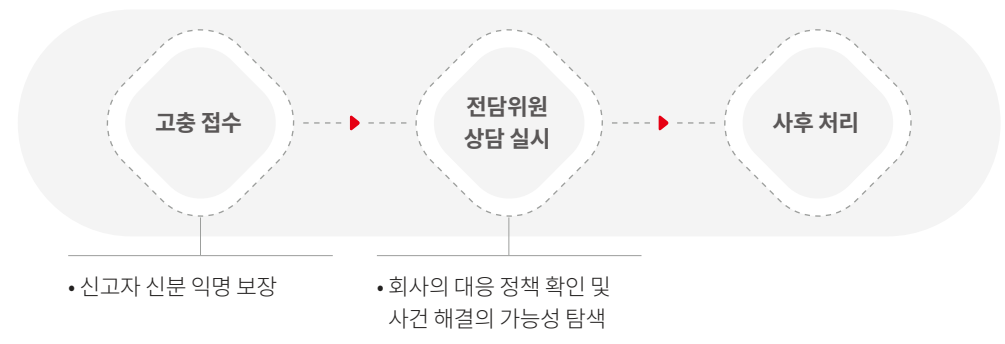 고충 접수
전담위원
상담 실시
사후 처리
• 신고자 신분 익명 보장
• 회사의 대응 정책 확인 및
사건 해결의 가능성 탐색